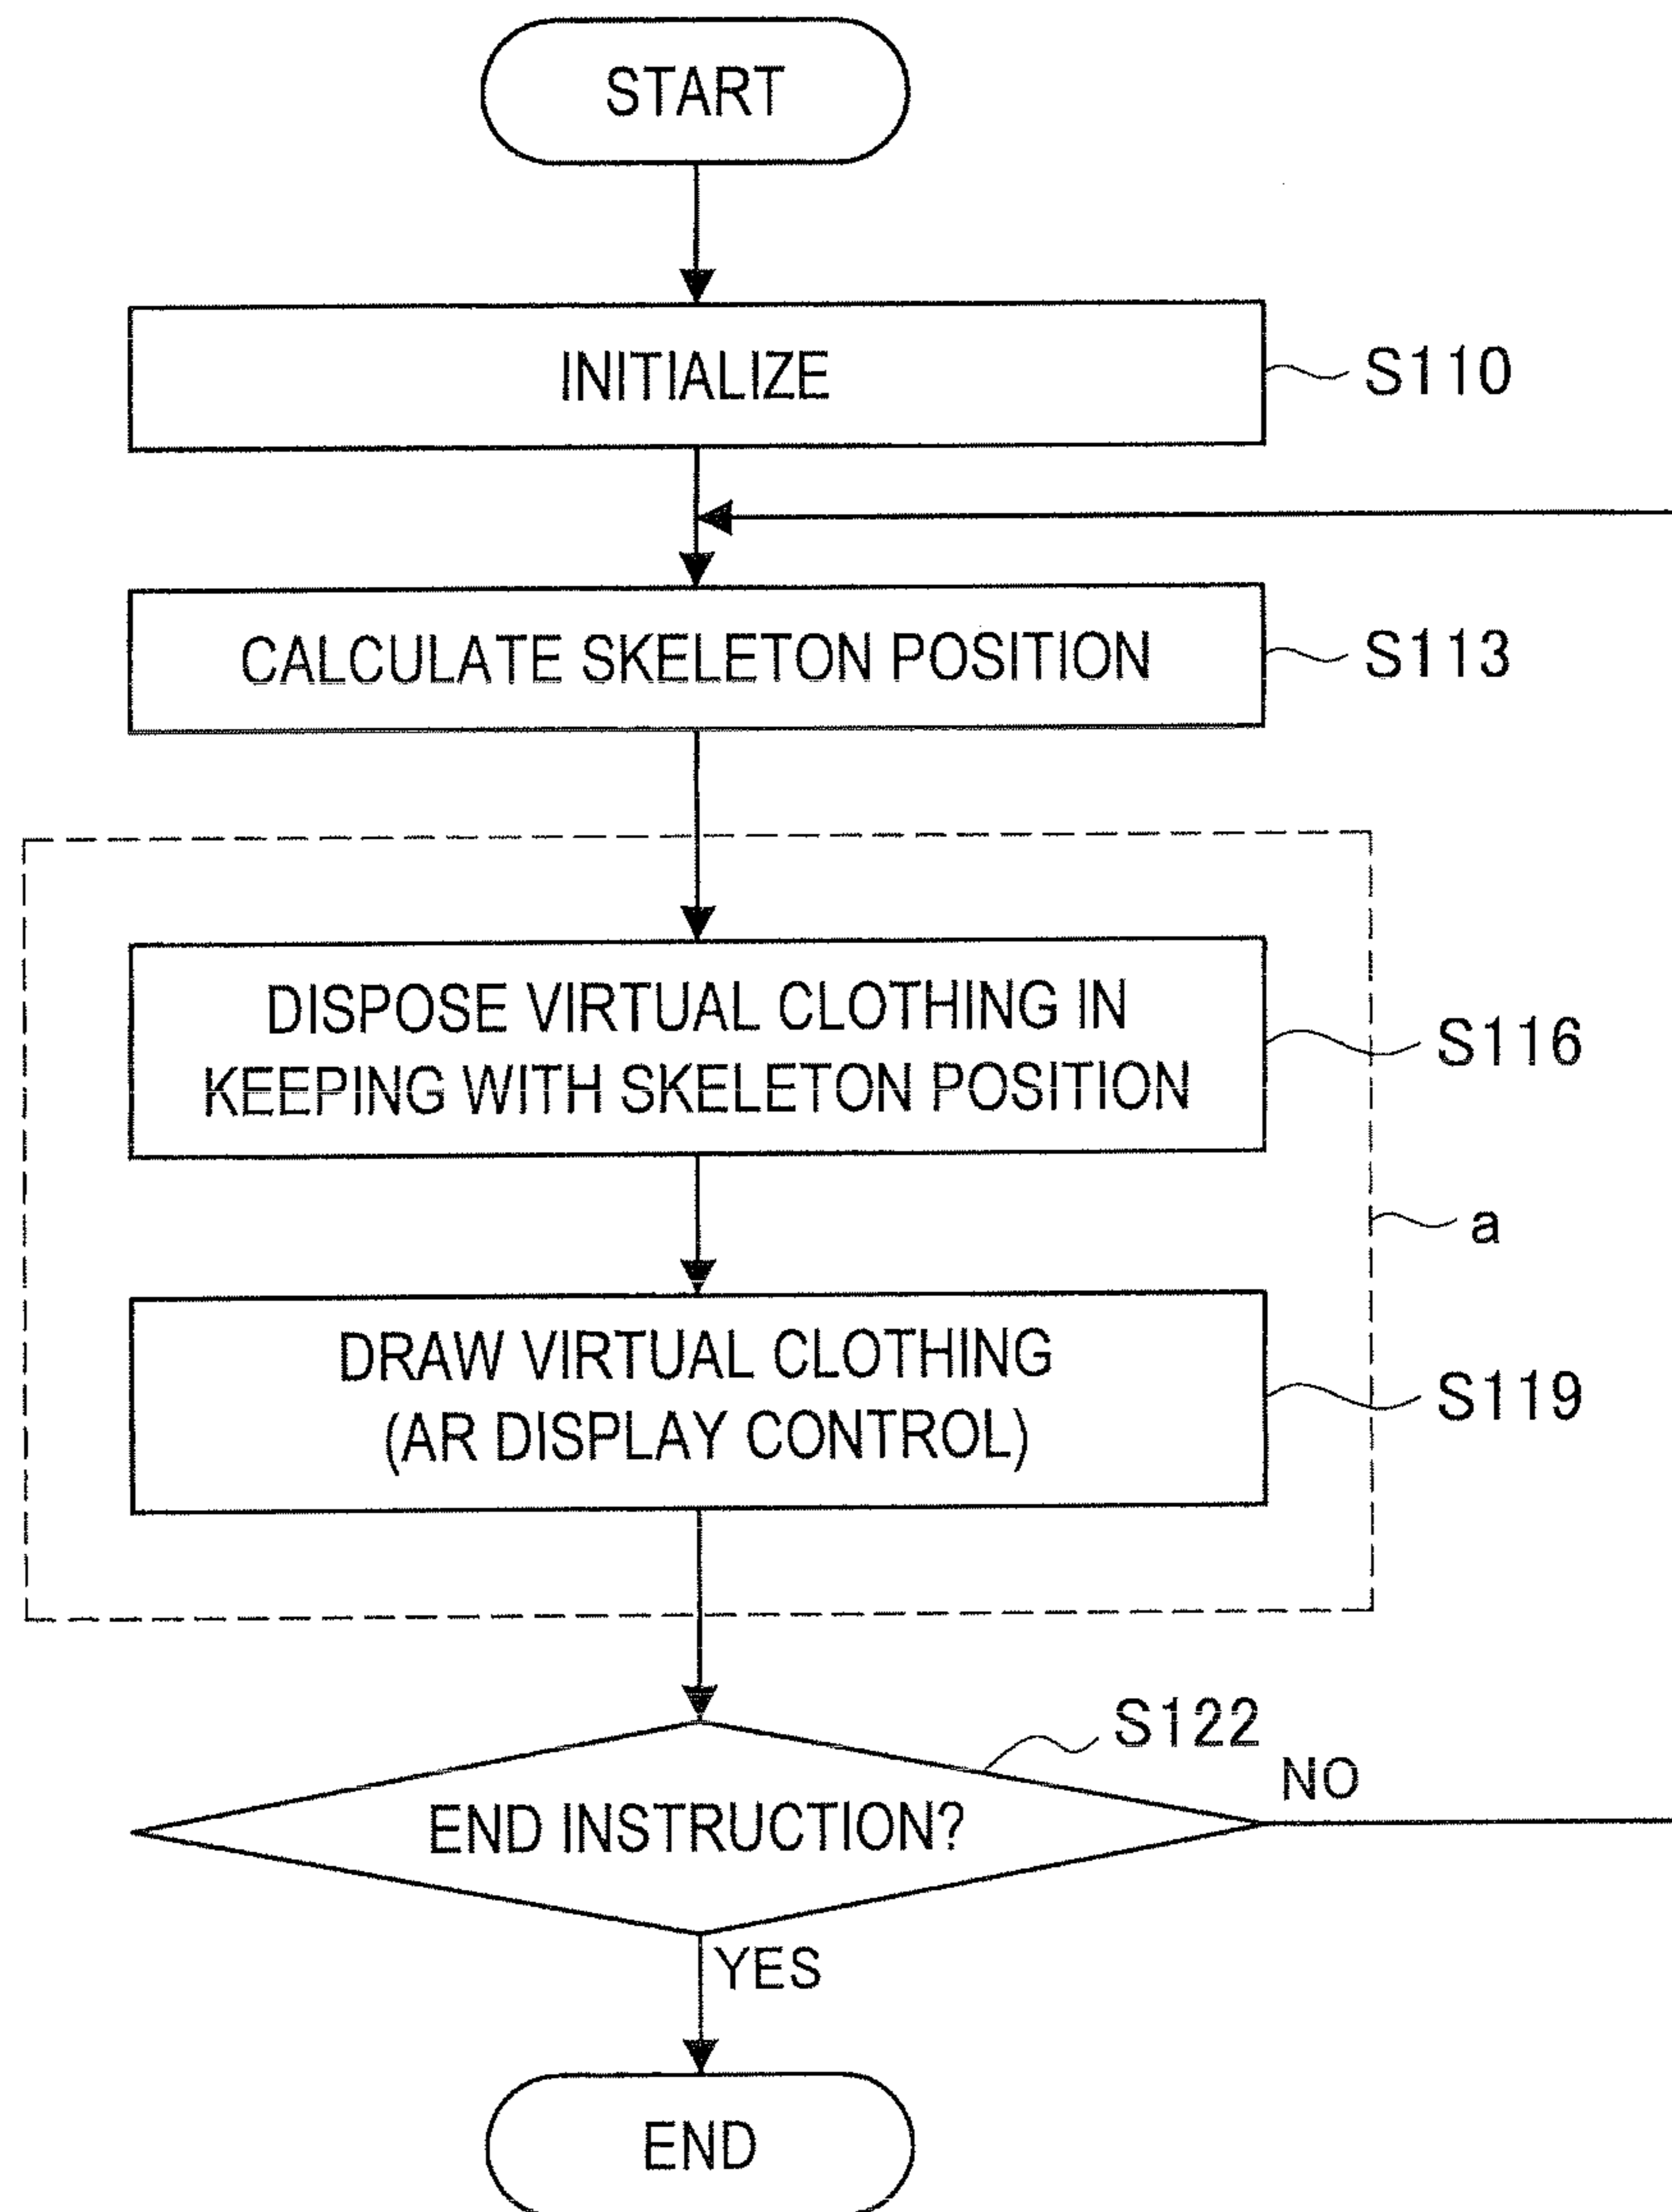 START
INITIALIZE
S110
CALCULATE SKELETON POSITION
S113
DISPOSE VIRTUAL CLOTHING IN
KEEPING WITH SKELETON POSITION
S116
a
DRAW VIRTUAL CLOTHING
(AR DISPLAY CONTROL)
S119
S122
NO
END INSTRUCTION?
YES
END